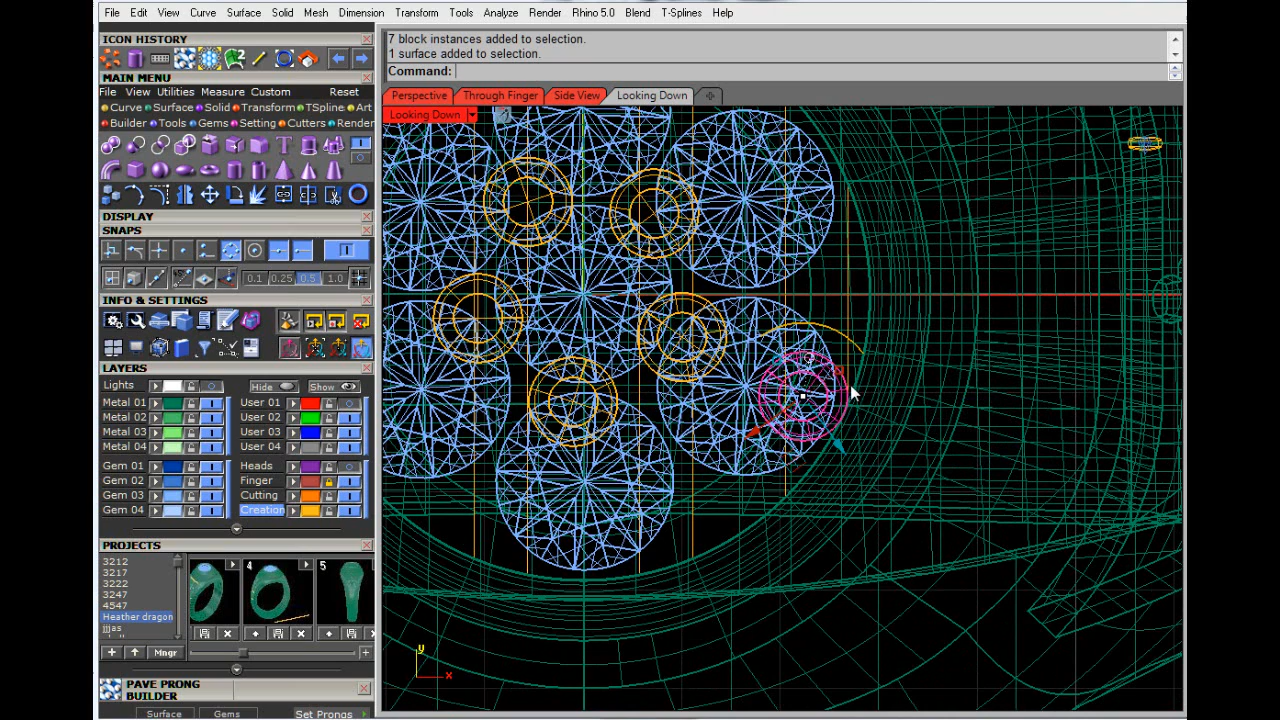 File Edit View Curve Surface Solid Mesh Dimension Transform Tools Analyze Render Rhino 5.0 Blend T-Splines Help
ICON HISTORY
7 block instances added to selection.
1 surface added to selection.
Command:
MAIN MENU
File View Utilities Measure Custom Reset
Curve Surface Solid Transform TSpline Art
Builder Tools Gems Setting Cutters Render
Perspective Through Finger Side View Looking Down
Looking Down
DISPLAY
SNAPS
0.1 0.25 0.5 1.0
INFO & SETTINGS
LAYERS
Lights Hide Show
Metal 01 User 01
Metal 02 User 02
Metal 03 User 03
Metal 04 User 04
Gem 01 Heads
Gem 02 Finger
Gem 03 Cutting
Gem 04 Creation
PROJECTS
3212
3217
3222
3247
4547
Heather dragon
4 5
Mngr
PAVE PRONG
BUILDER
Surface Gems Set Prongs
y
x